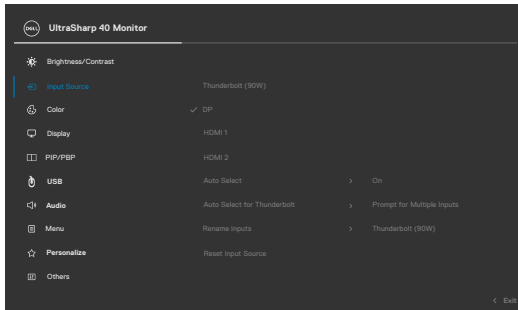 DELL UltraSharp 40 Monitor
Brightness/Contrast
Input Source Thunderbolt (90W)
Color DP
Display HDMI 1
PIP/PBP HDMI 2
USB Auto Select On
Audio Auto Select for Thunderbolt Prompt for Multiple Inputs
Menu Rename Inputs Thunderbolt (90W)
Personalize Reset Input Source
Others
Exit